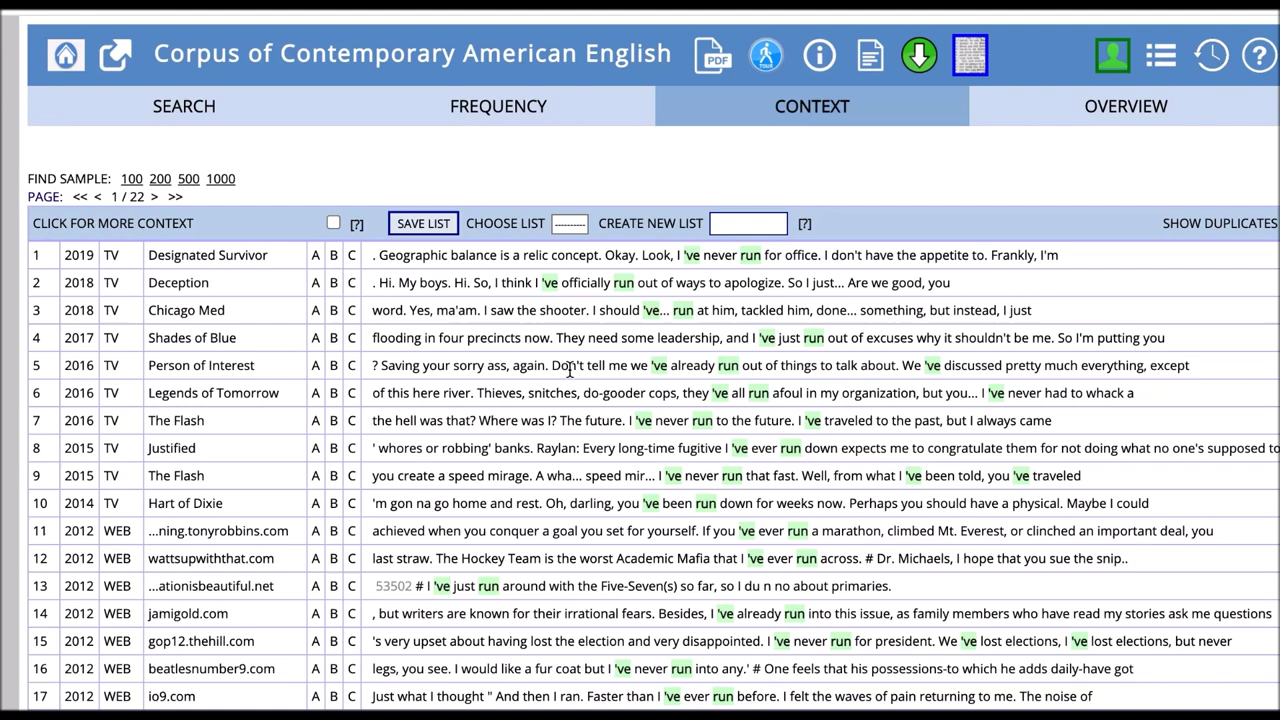 Corpus of Contemporary American English PDF TOUR
SEARCH FREQUENCY CONTEXT OVERVIEW
FIND SAMPLE: 100 200 500 1000
PAGE: << < 1 / 22 > >>
CLICK FOR MORE CONTEXT [?] SAVE LIST CHOOSE LIST ---------- CREATE NEW LIST [?] SHOW DUPLICATES
1 2019 TV Designated Survivor A B C . Geographic balance is a relic concept. Okay. Look, I 've never run for office. I don't have the appetite to. Frankly, I'm
2 2018 TV Deception A B C . Hi. My boys. Hi. So, I think I 've officially run out of ways to apologize. So I just... Are we good, you
3 2018 TV Chicago Med A B C word. Yes, ma'am. I saw the shooter. I should 've... run at him, tackled him, done... something, but instead, I just
4 2017 TV Shades of Blue A B C flooding in four precincts now. They need some leadership, and I 've just run out of excuses why it shouldn't be me. So I'm putting you
5 2016 TV Person of Interest A B C ? Saving your sorry ass, again. Don't tell me we 've already run out of things to talk about. We 've discussed pretty much everything, except
6 2016 TV Legends of Tomorrow A B C of this here river. Thieves, snitches, do-gooder cops, they 've all run afoul in my organization, but you... I 've never had to whack a
7 2016 TV The Flash A B C the hell was that? Where was I? The future. I 've never run to the future. I 've traveled to the past, but I always came
8 2015 TV Justified A B C ' whores or robbing' banks. Raylan: Every long-time fugitive I 've ever run down expects me to congratulate them for not doing what no one's supposed to
9 2015 TV The Flash A B C you create a speed mirage. A wha... speed mir... I 've never run that fast. Well, from what I 've been told, you 've traveled
10 2014 TV Hart of Dixie A B C 'm gon na go home and rest. Oh, darling, you 've been run down for weeks now. Perhaps you should have a physical. Maybe I could
11 2012 WEB ...ning.tonyrobbins.com A B C achieved when you conquer a goal you set for yourself. If you 've ever run a marathon, climbed Mt. Everest, or clinched an important deal, you
12 2012 WEB wattsupwiththat.com A B C last straw. The Hockey Team is the worst Academic Mafia that I 've ever run across. # Dr. Michaels, I hope that you sue the snip..
13 2012 WEB ...ationisbeautiful.net A B C 53502 # I 've just run around with the Five-Seven(s) so far, so I du n no about primaries.
14 2012 WEB jamigold.com A B C , but writers are known for their irrational fears. Besides, I 've already run into this issue, as family members who have read my stories ask me questions
15 2012 WEB gop12.thehill.com A B C 's very upset about having lost the election and very disappointed. I 've never run for president. We 've lost elections, I 've lost elections, but never
16 2012 WEB beatlesnumber9.com A B C legs, you see. I would like a fur coat but I 've never run into any.' # One feels that his possessions-to which he adds daily-have got
17 2012 WEB io9.com A B C Just what I thought " And then I ran. Faster than I 've ever run before. I felt the waves of pain returning to me. The noise of